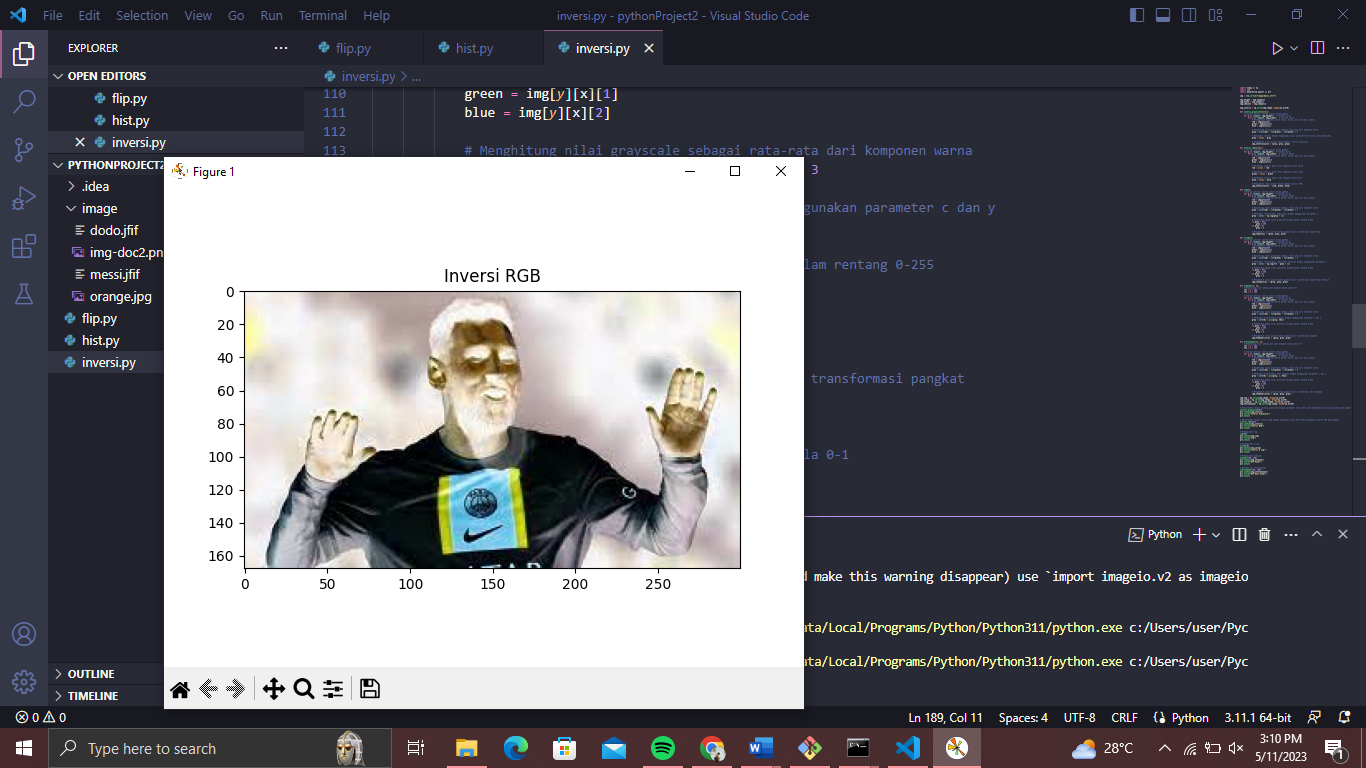 File Edit Selection View Go Run Terminal Help
inversi.py - pythonProject2 - Visual Studio Code
EXPLORER
flip.py hist.py inversi.py
OPEN EDITORS
flip.py
hist.py
inversi.py
PYTHONPROJECT2
.idea
image
dodo.jfif
img-doc2.pn
messi.jfif
orange.jpg
flip.py
hist.py
inversi.py
OUTLINE
TIMELINE
inversi.py > ...
110 green = img[y][x][1]
111 blue = img[y][x][2]
112
113 # Menghitung nilai grayscale sebagai rata-rata dari komponen warna
3
gunakan parameter c dan y
lam rentang 0-255
transformasi pangkat
la 0-1
Figure 1
Inversi RGB
0
20
40
60
80
100
120
140
160
0 50 100 150 200 250
Python
make this warning disappear) use `import imageio.v2 as imageio
ata/Local/Programs/Python/Python311/python.exe c:/Users/user/Pyc
ata/Local/Programs/Python/Python311/python.exe c:/Users/user/Pyc
0 0
Ln 189, Col 11 Spaces: 4 UTF-8 CRLF Python 3.11.1 64-bit
Type here to search
28°C
3:10 PM
5/11/2023
1